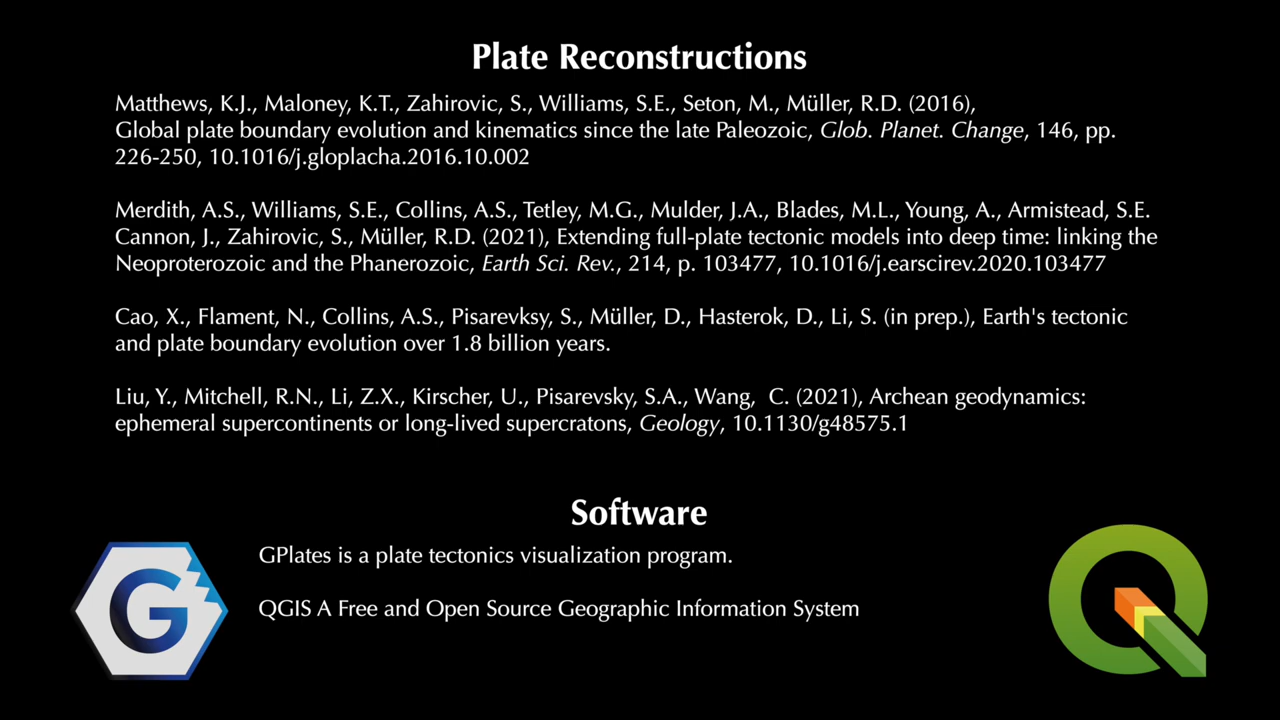 Plate Reconstructions
Matthews, K.J., Maloney, K.T., Zahirovic, S., Williams, S.E., Seton, M., Müller, R.D. (2016),
Global plate boundary evolution and kinematics since the late Paleozoic, Glob. Planet. Change, 146, pp.
226-250, 10.1016/j.gloplacha.2016.10.002
Merdith, A.S., Williams, S.E., Collins, A.S., Tetley, M.G., Mulder, J.A., Blades, M.L., Young, A., Armistead, S.E.
Cannon, J., Zahirovic, S., Müller, R.D. (2021), Extending full-plate tectonic models into deep time: linking the
Neoproterozoic and the Phanerozoic, Earth Sci. Rev., 214, p. 103477, 10.1016/j.earscirev.2020.103477
Cao, X., Flament, N., Collins, A.S., Pisarevksy, S., Müller, D., Hasterok, D., Li, S. (in prep.), Earth's tectonic
and plate boundary evolution over 1.8 billion years.
Liu, Y., Mitchell, R.N., Li, Z.X., Kirscher, U., Pisarevsky, S.A., Wang,  C. (2021), Archean geodynamics:
ephemeral supercontinents or long-lived supercratons, Geology, 10.1130/g48575.1
Software
GPlates is a plate tectonics visualization program.
QGIS A Free and Open Source Geographic Information System
G
Q